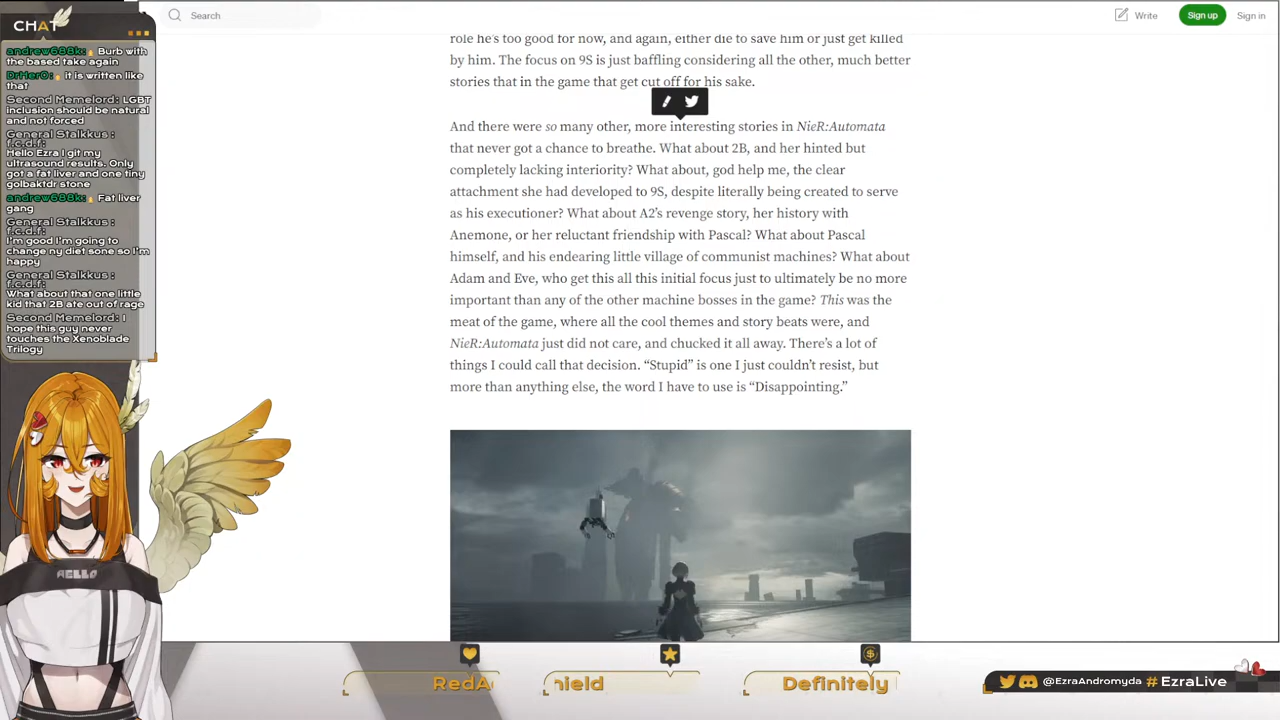 CHAT
andrew688k: Burb with
the based take again
DrMerO: it is written like
that
Second Memelord: LGBT
inclusion should be natural
and not forced
General Stalkkus :
f.c.d.f:
Hello Ezra I git my
ultrasound results. Only
got a fat liver and one tiny
golbaktdr stone
andrew688k: Fat liver
gang
General Stalkkus :
f.c.d.f:
I'm good I'm going to
change ny diet sone so I'm
happy
General Stalkkus :
f.c.d.f:
What about that one little
kid that 2B ate out of rage
Second Memelord: I
hope this guy never
touches the Xenoblade
Trilogy
Search
Write
Sign up
Sign in
role he's too good for now, and again, either die to save him or just get killed
by him. The focus on 9S is just baffling considering all the other, much better
stories that in the game that get cut off for his sake.
And there were so many other, more interesting stories in NieR:Automata
that never got a chance to breathe. What about 2B, and her hinted but
completely lacking interiority? What about, god help me, the clear
attachment she had developed to 9S, despite literally being created to serve
as his executioner? What about A2's revenge story, her history with
Anemone, or her reluctant friendship with Pascal? What about Pascal
himself, and his endearing little village of communist machines? What about
Adam and Eve, who get this all this initial focus just to ultimately be no more
important than any of the other machine bosses in the game? This was the
meat of the game, where all the cool themes and story beats were, and
NieR:Automata just did not care, and chucked it all away. There's a lot of
things I could call that decision. “Stupid” is one I just couldn't resist, but
more than anything else, the word I have to use is “Disappointing.”
HELLO
RedA
hield
Definitely
@EzraAndromyda # EzraLive